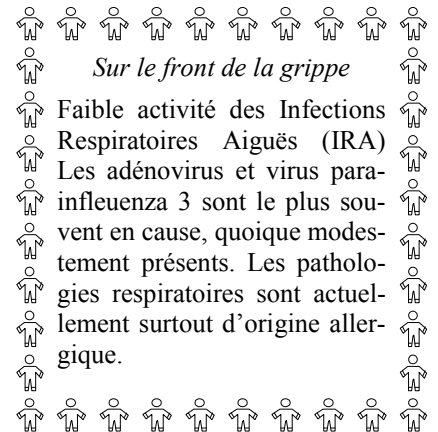 Sur le front de la grippe
Faible activité des Infections
Respiratoires Aiguës (IRA)
Les adénovirus et virus para-
infleuenza 3 sont le plus sou-
vent en cause, quoique modes-
tement présents. Les patholo-
gies respiratoires sont actuel-
lement surtout d'origine aller-
gique.